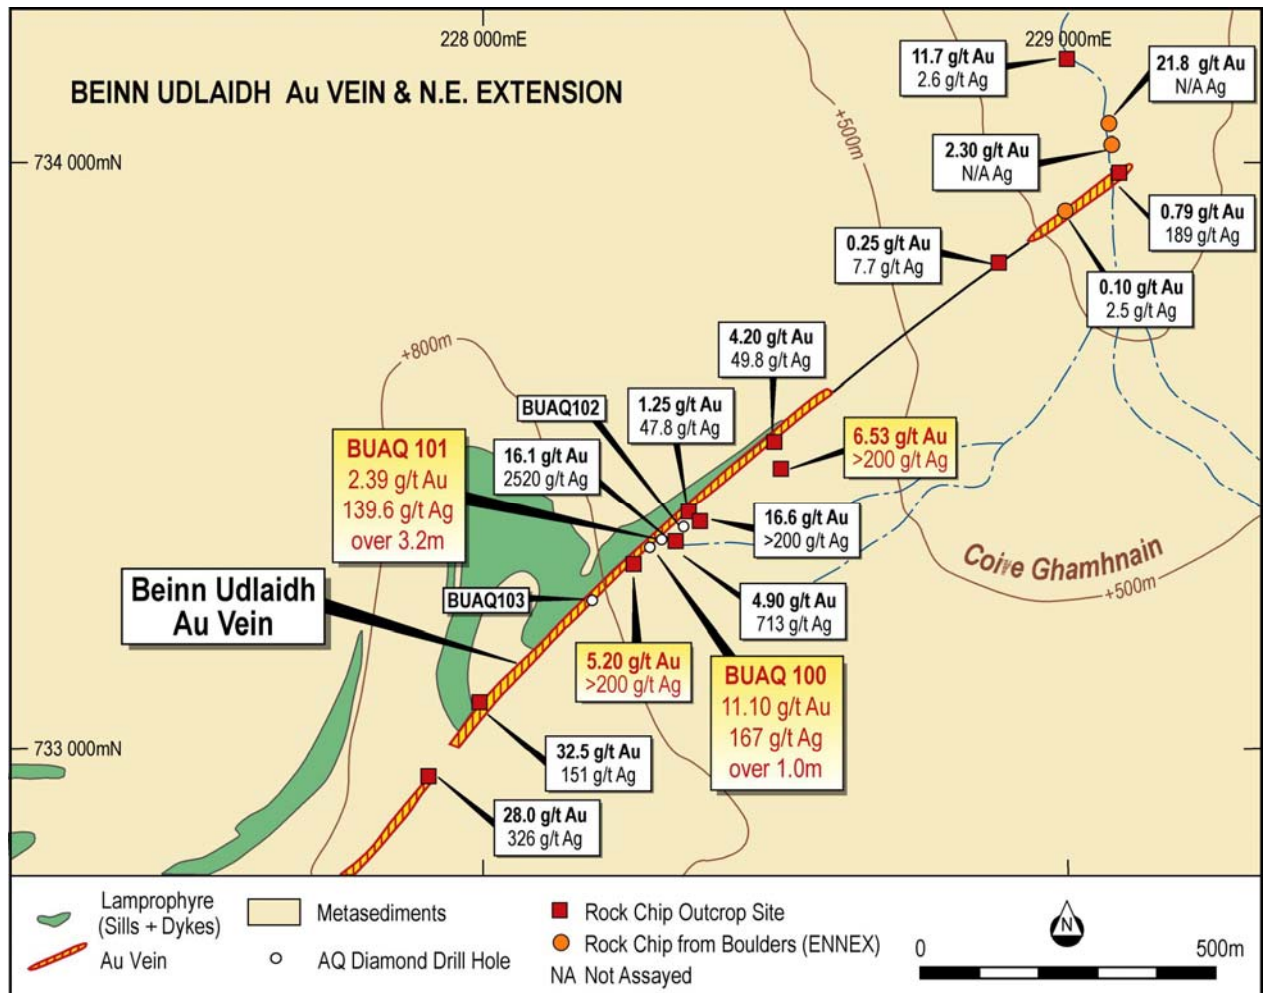 228 000mE
229 000mE
BEINN UDLAIDH Au VEIN & N.E. EXTENSION
11.7 g/t Au
2.6 g/t Ag
21.8 g/t Au
N/A Ag
+500m
734 000mN
2.30 g/t Au
N/A Ag
0.79 g/t Au
189 g/t Ag
0.25 g/t Au
7.7 g/t Ag
0.10 g/t Au
2.5 g/t Ag
+800m
4.20 g/t Au
49.8 g/t Ag
BUAQ102
1.25 g/t Au
47.8 g/t Ag
6.53 g/t Au
>200 g/t Ag
BUAQ 101
2.39 g/t Au
139.6 g/t Ag
over 3.2m
16.1 g/t Au
2520 g/t Ag
16.6 g/t Au
>200 g/t Ag
Ghamhnain
+500m
Beinn Udlaidh
Au Vein
BUAQ103
4.90 g/t Au
713 g/t Ag
5.20 g/t Au
>200 g/t Ag
BUAQ 100
11.10 g/t Au
167 g/t Ag
over 1.0m
733 000mN
32.5 g/t Au
151 g/t Ag
28.0 g/t Au
326 g/t Ag
Lamprophyre
(Sills + Dykes)
Au Vein
Metasediments
AQ Diamond Drill Hole
Rock Chip Outcrop Site
Rock Chip from Boulders (ENNEX)
NA Not Assayed
N
0
500m